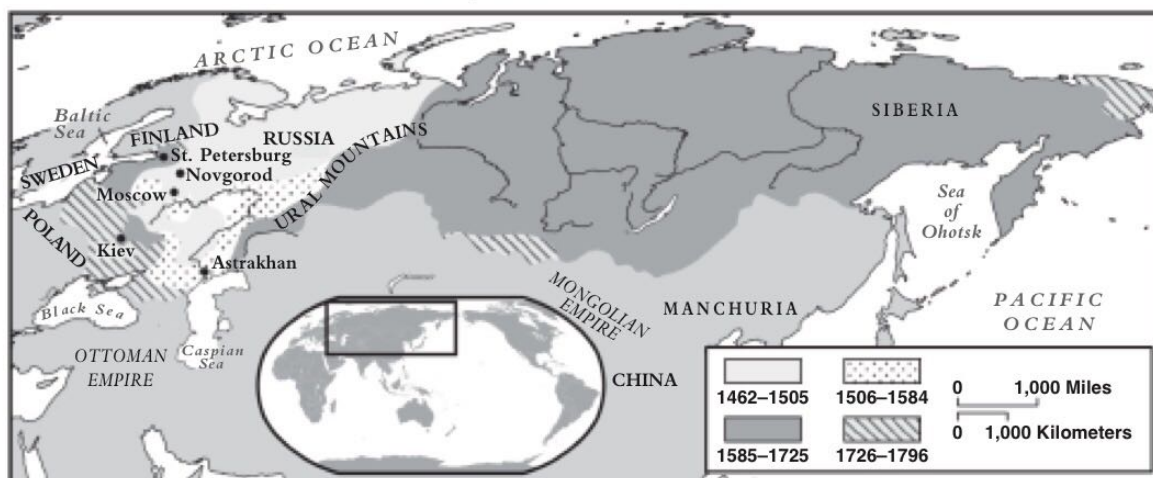 ARCTIC OCEAN
Baltic
Sea
FINLAND
RUSSIA
SIBERIA
SWEDEN
St. Petersburg
Novgorod
Moscow
URAL MOUNTAINS
POLAND
Kiev
Astrakhan
Sea
of
Ohotsk
Black Sea
Caspian
Sea
OTTOMAN
EMPIRE
MONGOLIAN
EMPIRE
MANCHURIA
PACIFIC
OCEAN
CHINA
1462–1505
1506–1584
0 1,000 Miles
1585–1725
1726–1796
0 1,000 Kilometers